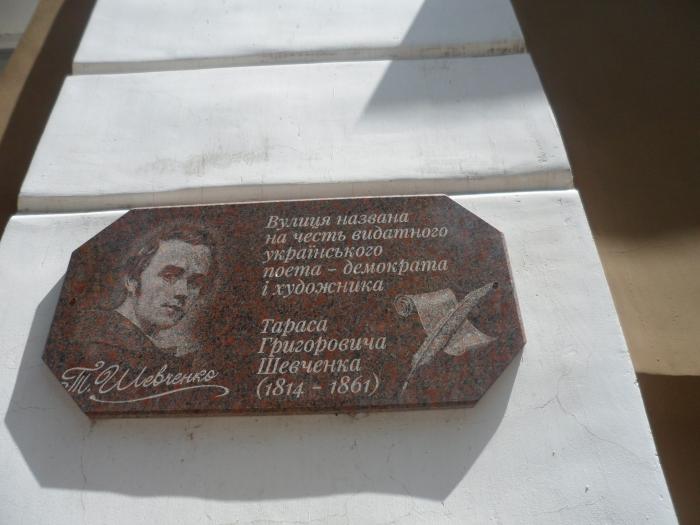 Вулиця названа
на честь видатного
українського
поета – демократа
і художника
Тараса
Григоровича
Шевченка
(1814 – 1861)
Т. Шевченко